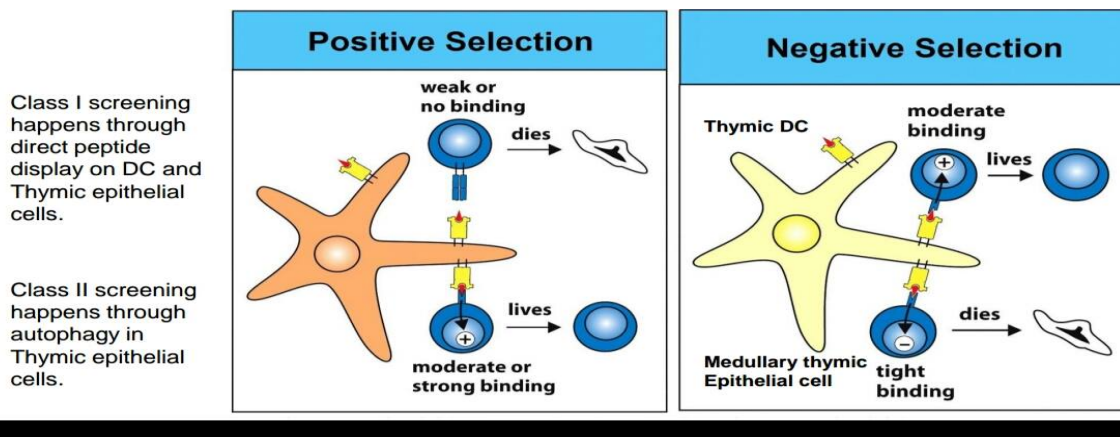 Class I screening
happens through
direct peptide
display on DC and
Thymic epithelial
cells.
Class II screening
happens through
autophagy in
Thymic epithelial
cells.
Positive Selection
weak or
no binding
dies
lives
+
moderate or
strong binding
Negative Selection
Thymic DC
moderate
binding
+
lives
dies
−
Medullary thymic
Epithelial cell
tight
binding